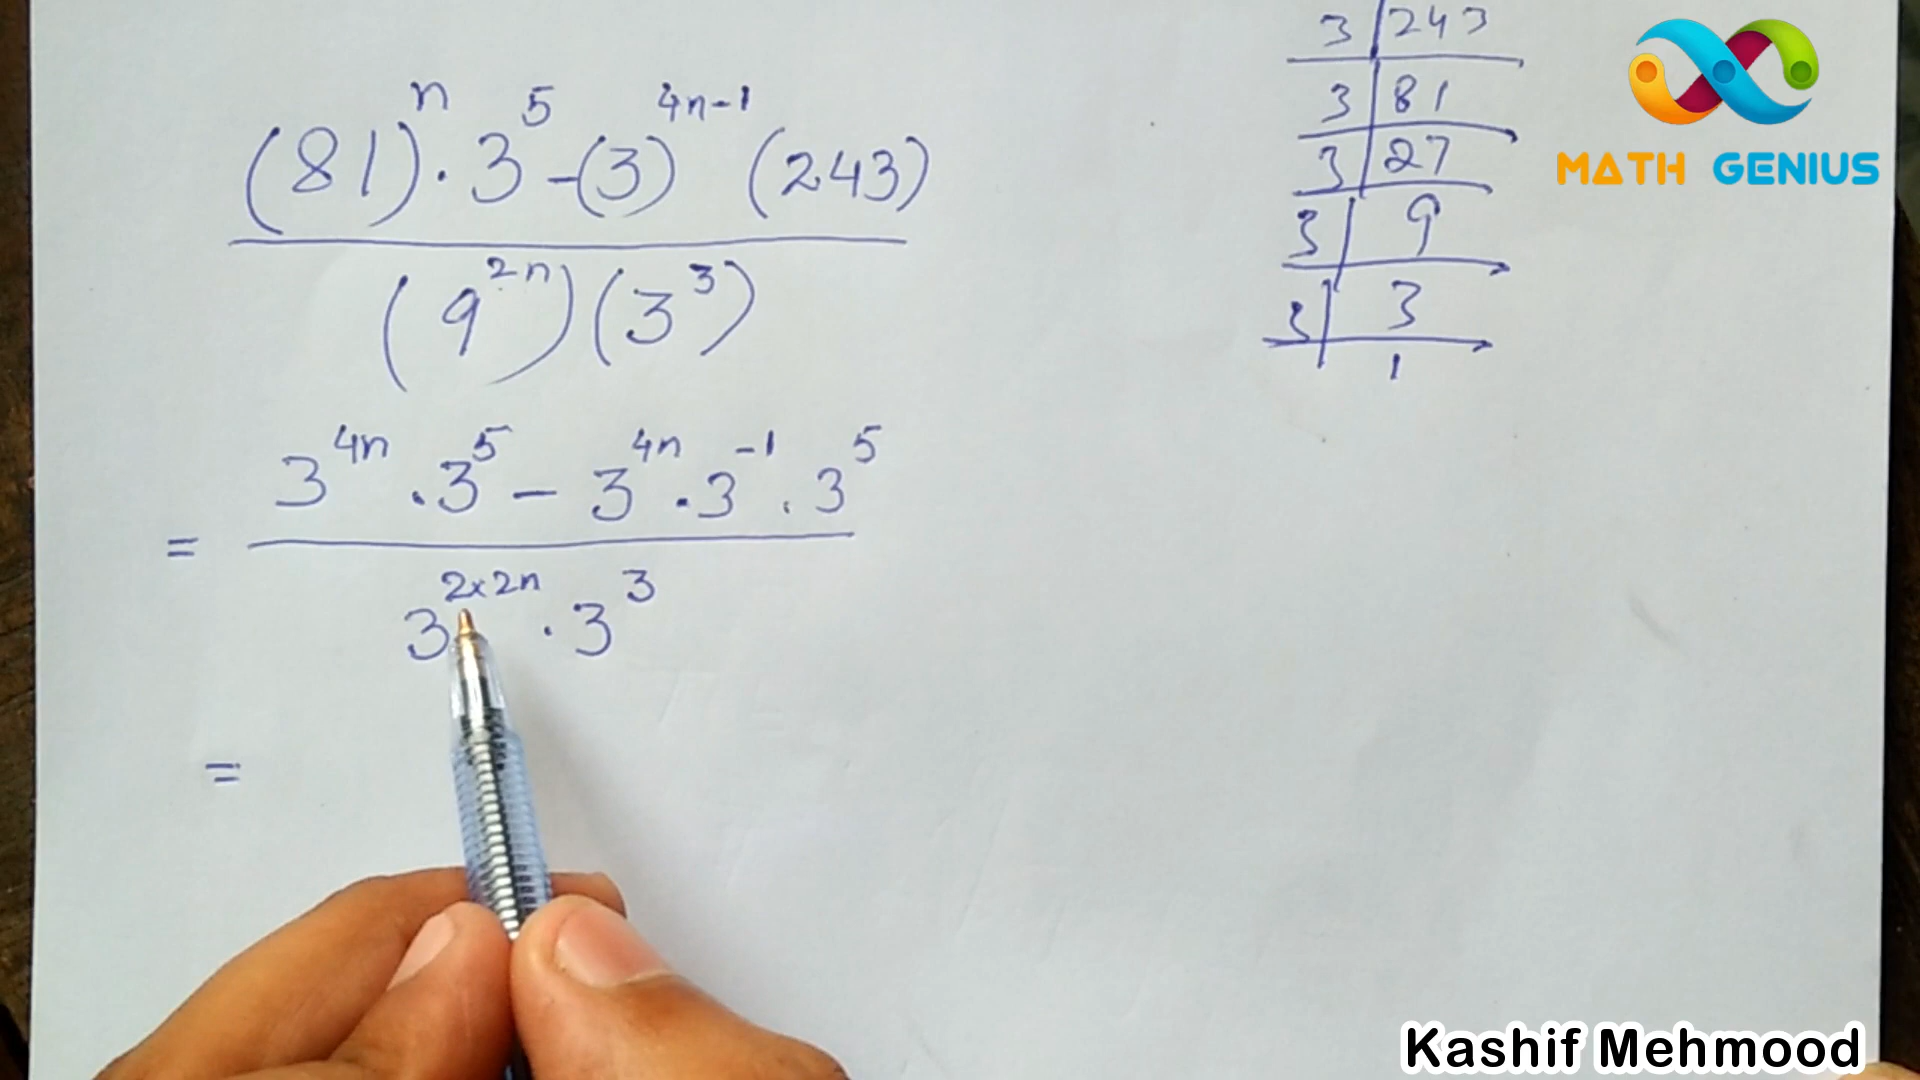 (81)^n · 3^5 - (3)^{4n-1} (243)
(9^{2n}) (3^3)
= 3^{4n} · 3^5 - 3^{4n} · 3^{-1} · 3^5
3^{2×2n} · 3^3
=
3 | 243
3 | 81
3 | 27
3 | 9
3 | 3
1
MATH GENIUS
Kashif Mehmood